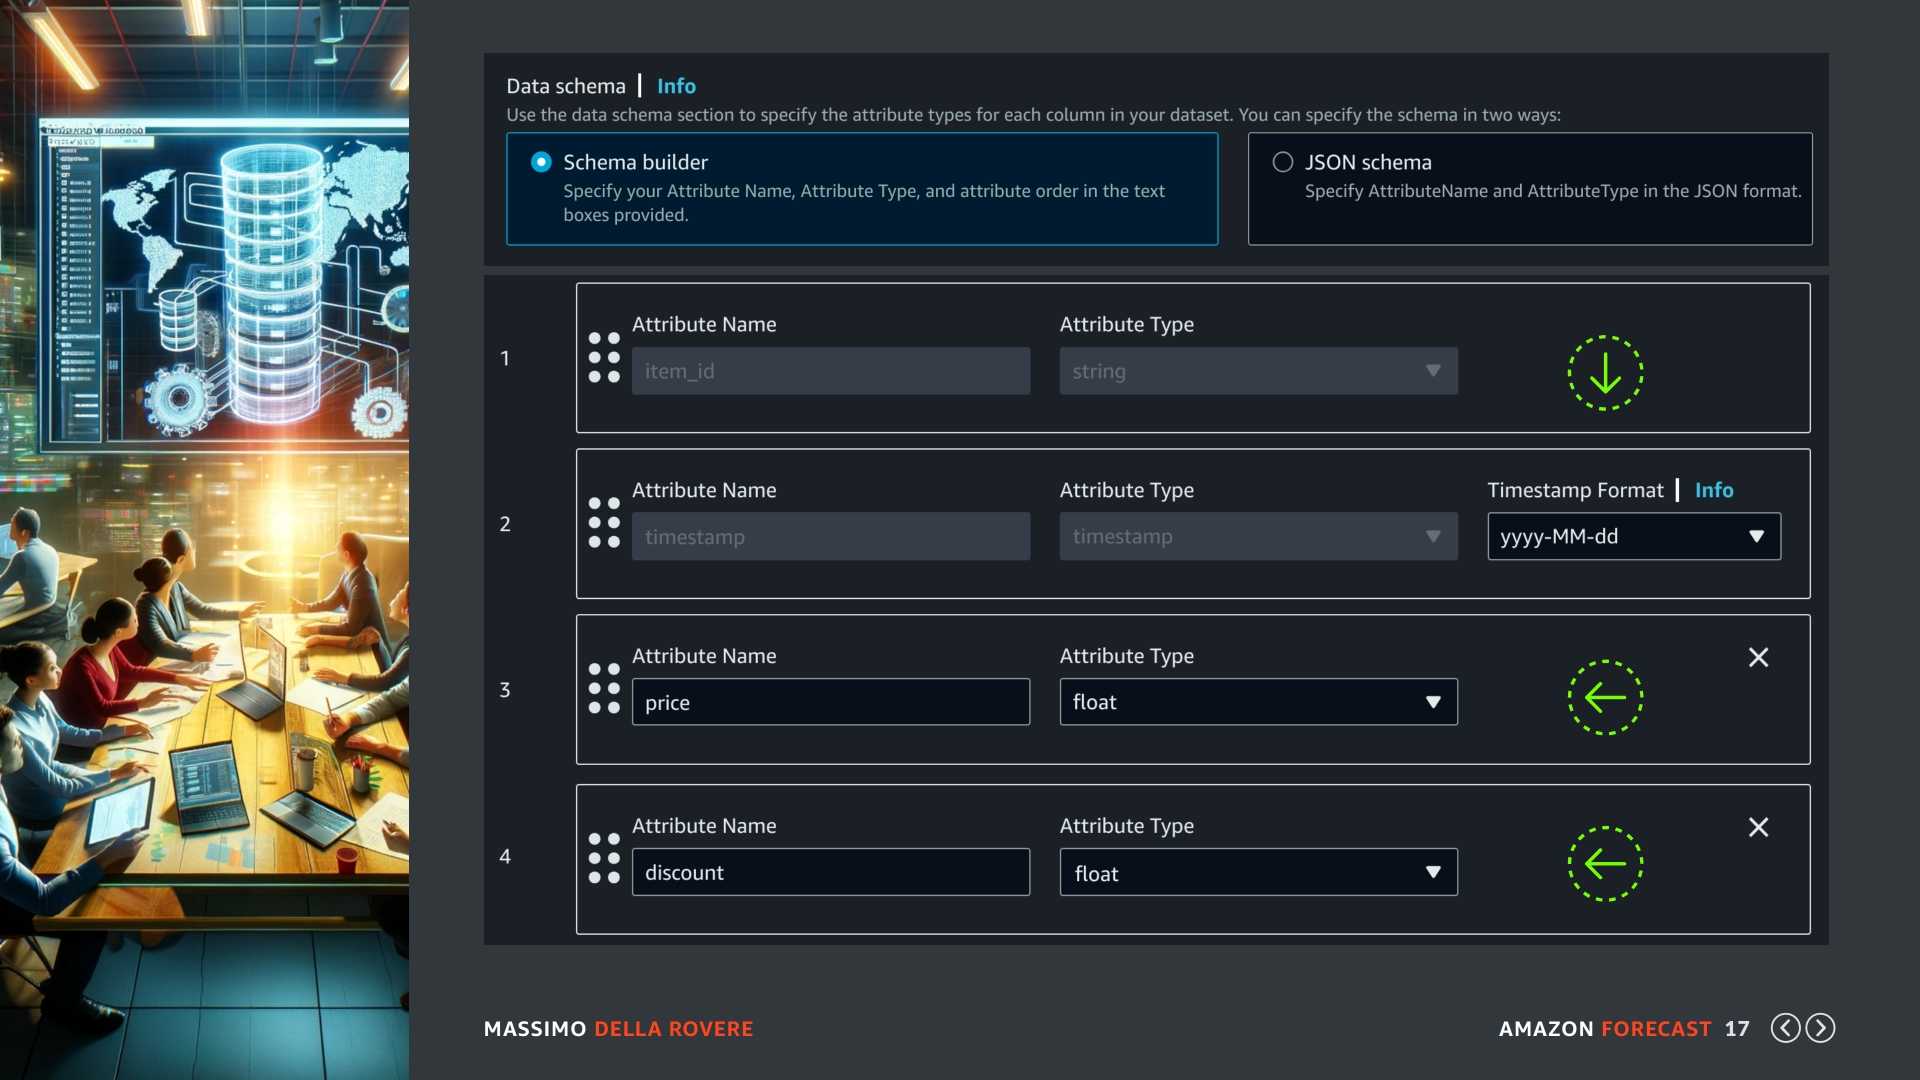 Data schema | Info
Use the data schema section to specify the attribute types for each column in your dataset. You can specify the schema in two ways:
Schema builder
Specify your Attribute Name, Attribute Type, and attribute order in the text
boxes provided.
JSON schema
Specify AttributeName and AttributeType in the JSON format.
1
Attribute Name
item_id
Attribute Type
string
2
Attribute Name
timestamp
Attribute Type
timestamp
Timestamp Format | Info
yyyy-MM-dd
3
Attribute Name
price
Attribute Type
float
4
Attribute Name
discount
Attribute Type
float
MASSIMO DELLA ROVERE
AMAZON FORECAST 17